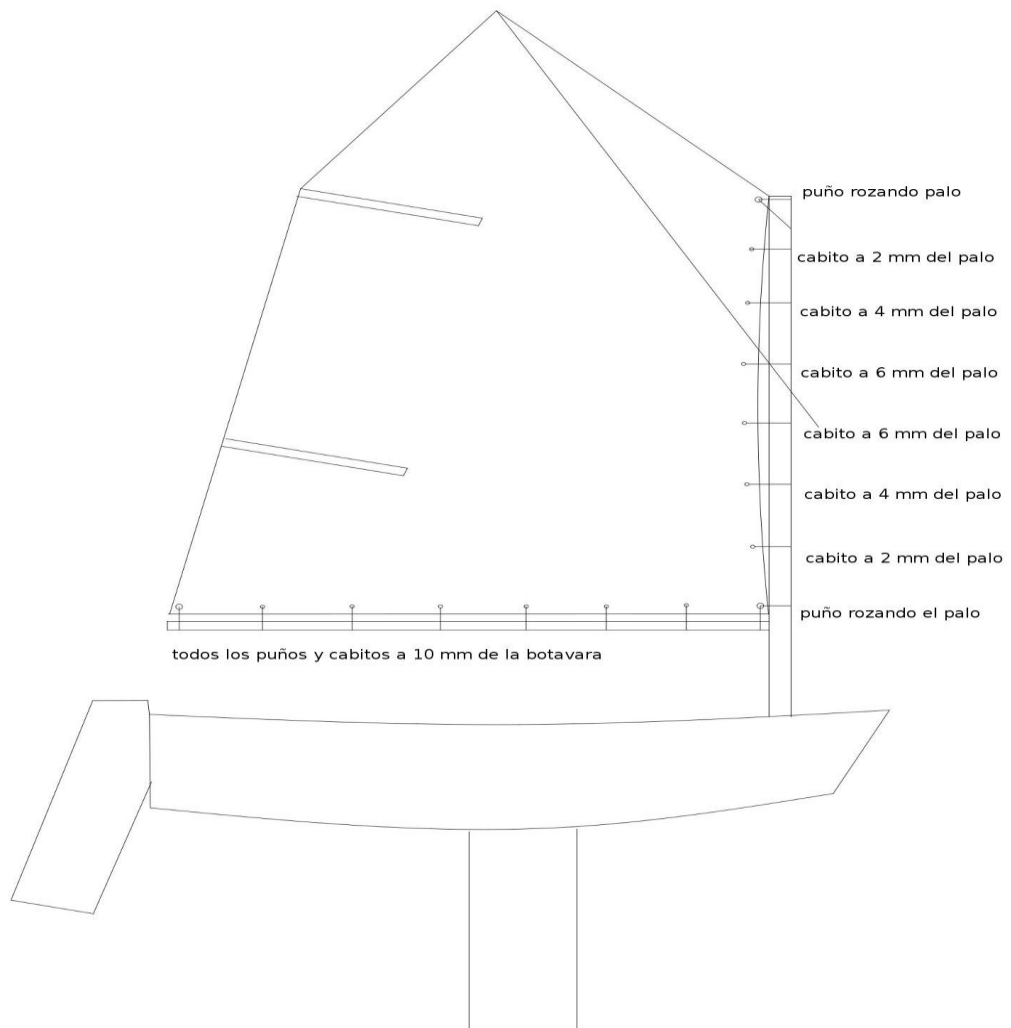 puño rozando palo
cabito a 2 mm del palo
cabito a 4 mm del palo
cabito a 6 mm del palo
cabito a 6 mm del palo
cabito a 4 mm del palo
cabito a 2 mm del palo
puño rozando el palo
todos los puños y cabitos a 10 mm de la botavara